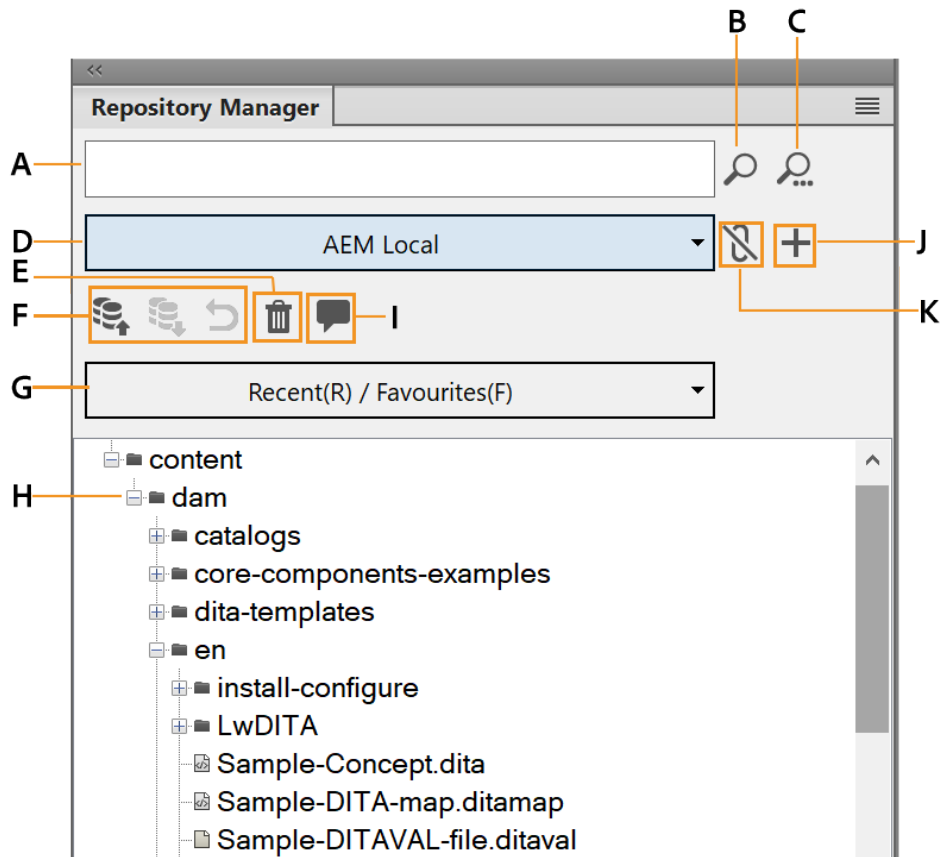 B C
<<
Repository Manager
A
D AEM Local J
E
F I K
G Recent(R) / Favourites(F)
content
H dam
catalogs
core-components-examples
dita-templates
en
install-configure
LwDITA
Sample-Concept.dita
Sample-DITA-map.ditamap
Sample-DITAVAL-file.ditaval